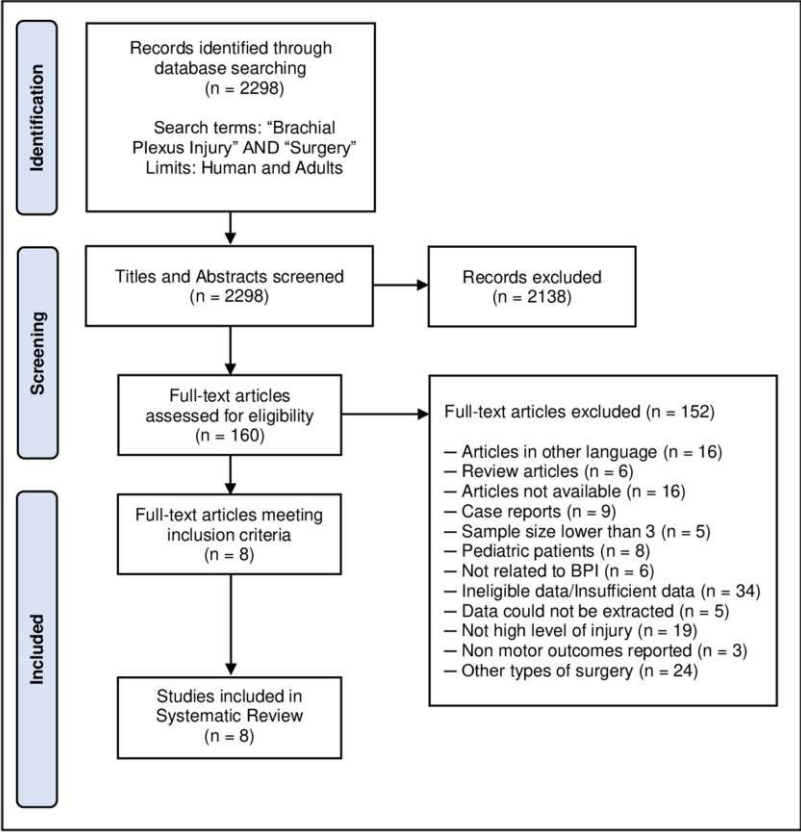 Identification
Records identified through
database searching
(n = 2298)
Search terms: “Brachial
Plexus Injury” AND “Surgery”
Limits: Human and Adults
Screening
Titles and Abstracts screened
(n = 2298)
Records excluded
(n = 2138)
Full-text articles
assessed for eligibility
(n = 160)
Full-text articles excluded (n = 152)
— Articles in other language (n = 16)
— Review articles (n = 6)
— Articles not available (n = 16)
— Case reports (n = 9)
— Sample size lower than 3 (n = 5)
— Pediatric patients (n = 8)
— Not related to BPI (n = 6)
— Ineligible data/Insufficient data (n = 34)
— Data could not be extracted (n = 5)
— Not high level of injury (n = 19)
— Non motor outcomes reported (n = 3)
— Other types of surgery (n = 24)
Included
Full-text articles meeting
inclusion criteria
(n = 8)
Studies included in
Systematic Review
(n = 8)